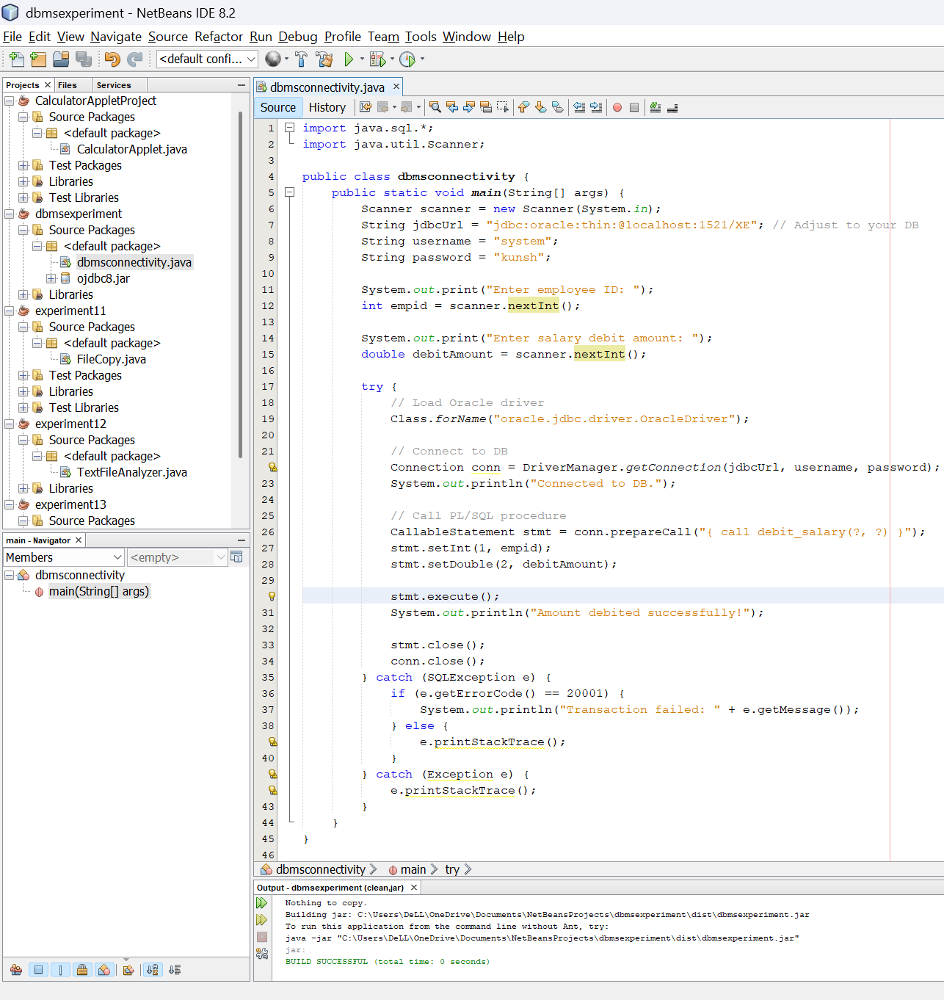 dbmsexperiment - NetBeans IDE 8.2
File Edit View Navigate Source Refactor Run Debug Profile Team Tools Window Help
<default confi...
Projects Files Services
CalculatorAppletProject
Source Packages
<default package>
CalculatorApplet.java
Test Packages
Libraries
Test Libraries
dbmsexperiment
Source Packages
<default package>
dbmsconnectivity.java
ojdbc8.jar
Libraries
experiment11
Source Packages
<default package>
FileCopy.java
Test Packages
Libraries
Test Libraries
experiment12
Source Packages
<default package>
TextFileAnalyzer.java
Libraries
experiment13
Source Packages
main - Navigator
Members <empty>
dbmsconnectivity
main(String[] args)
dbmsconnectivity.java
Source History
1 import java.sql.*;
2 import java.util.Scanner;
3
4 public class dbmsconnectivity {
5 public static void main(String[] args) {
6 Scanner scanner = new Scanner(System.in);
7 String jdbcUrl = "jdbc:oracle:thin:@localhost:1521/XE"; // Adjust to your DB
8 String username = "system";
9 String password = "kunsh";
10
11 System.out.print("Enter employee ID: ");
12 int empid = scanner.nextInt();
13
14 System.out.print("Enter salary debit amount: ");
15 double debitAmount = scanner.nextInt();
16
17 try {
18 // Load Oracle driver
19 Class.forName("oracle.jdbc.driver.OracleDriver");
20
21 // Connect to DB
Connection conn = DriverManager.getConnection(jdbcUrl, username, password);
23 System.out.println("Connected to DB.");
24
25 // Call PL/SQL procedure
26 CallableStatement stmt = conn.prepareCall("{ call debit_salary(?, ?) }");
27 stmt.setInt(1, empid);
28 stmt.setDouble(2, debitAmount);
29
stmt.execute();
31 System.out.println("Amount debited successfully!");
32
33 stmt.close();
34 conn.close();
35 } catch (SQLException e) {
36 if (e.getErrorCode() == 20001) {
37 System.out.println("Transaction failed: " + e.getMessage());
38 } else {
e.printStackTrace();
40 }
} catch (Exception e) {
e.printStackTrace();
43 }
44 }
45 }
46
dbmsconnectivity main try
Output - dbmsexperiment (clean,jar)
Nothing to copy.
Building jar: C:\Users\DeLL\OneDrive\Documents\NetBeansProjects\dbmsexperiment\dist\dbmsexperiment.jar
To run this application from the command line without Ant, try:
java -jar "C:\Users\DeLL\OneDrive\Documents\NetBeansProjects\dbmsexperiment\dist\dbmsexperiment.jar"
jar:
BUILD SUCCESSFUL (total time: 0 seconds)